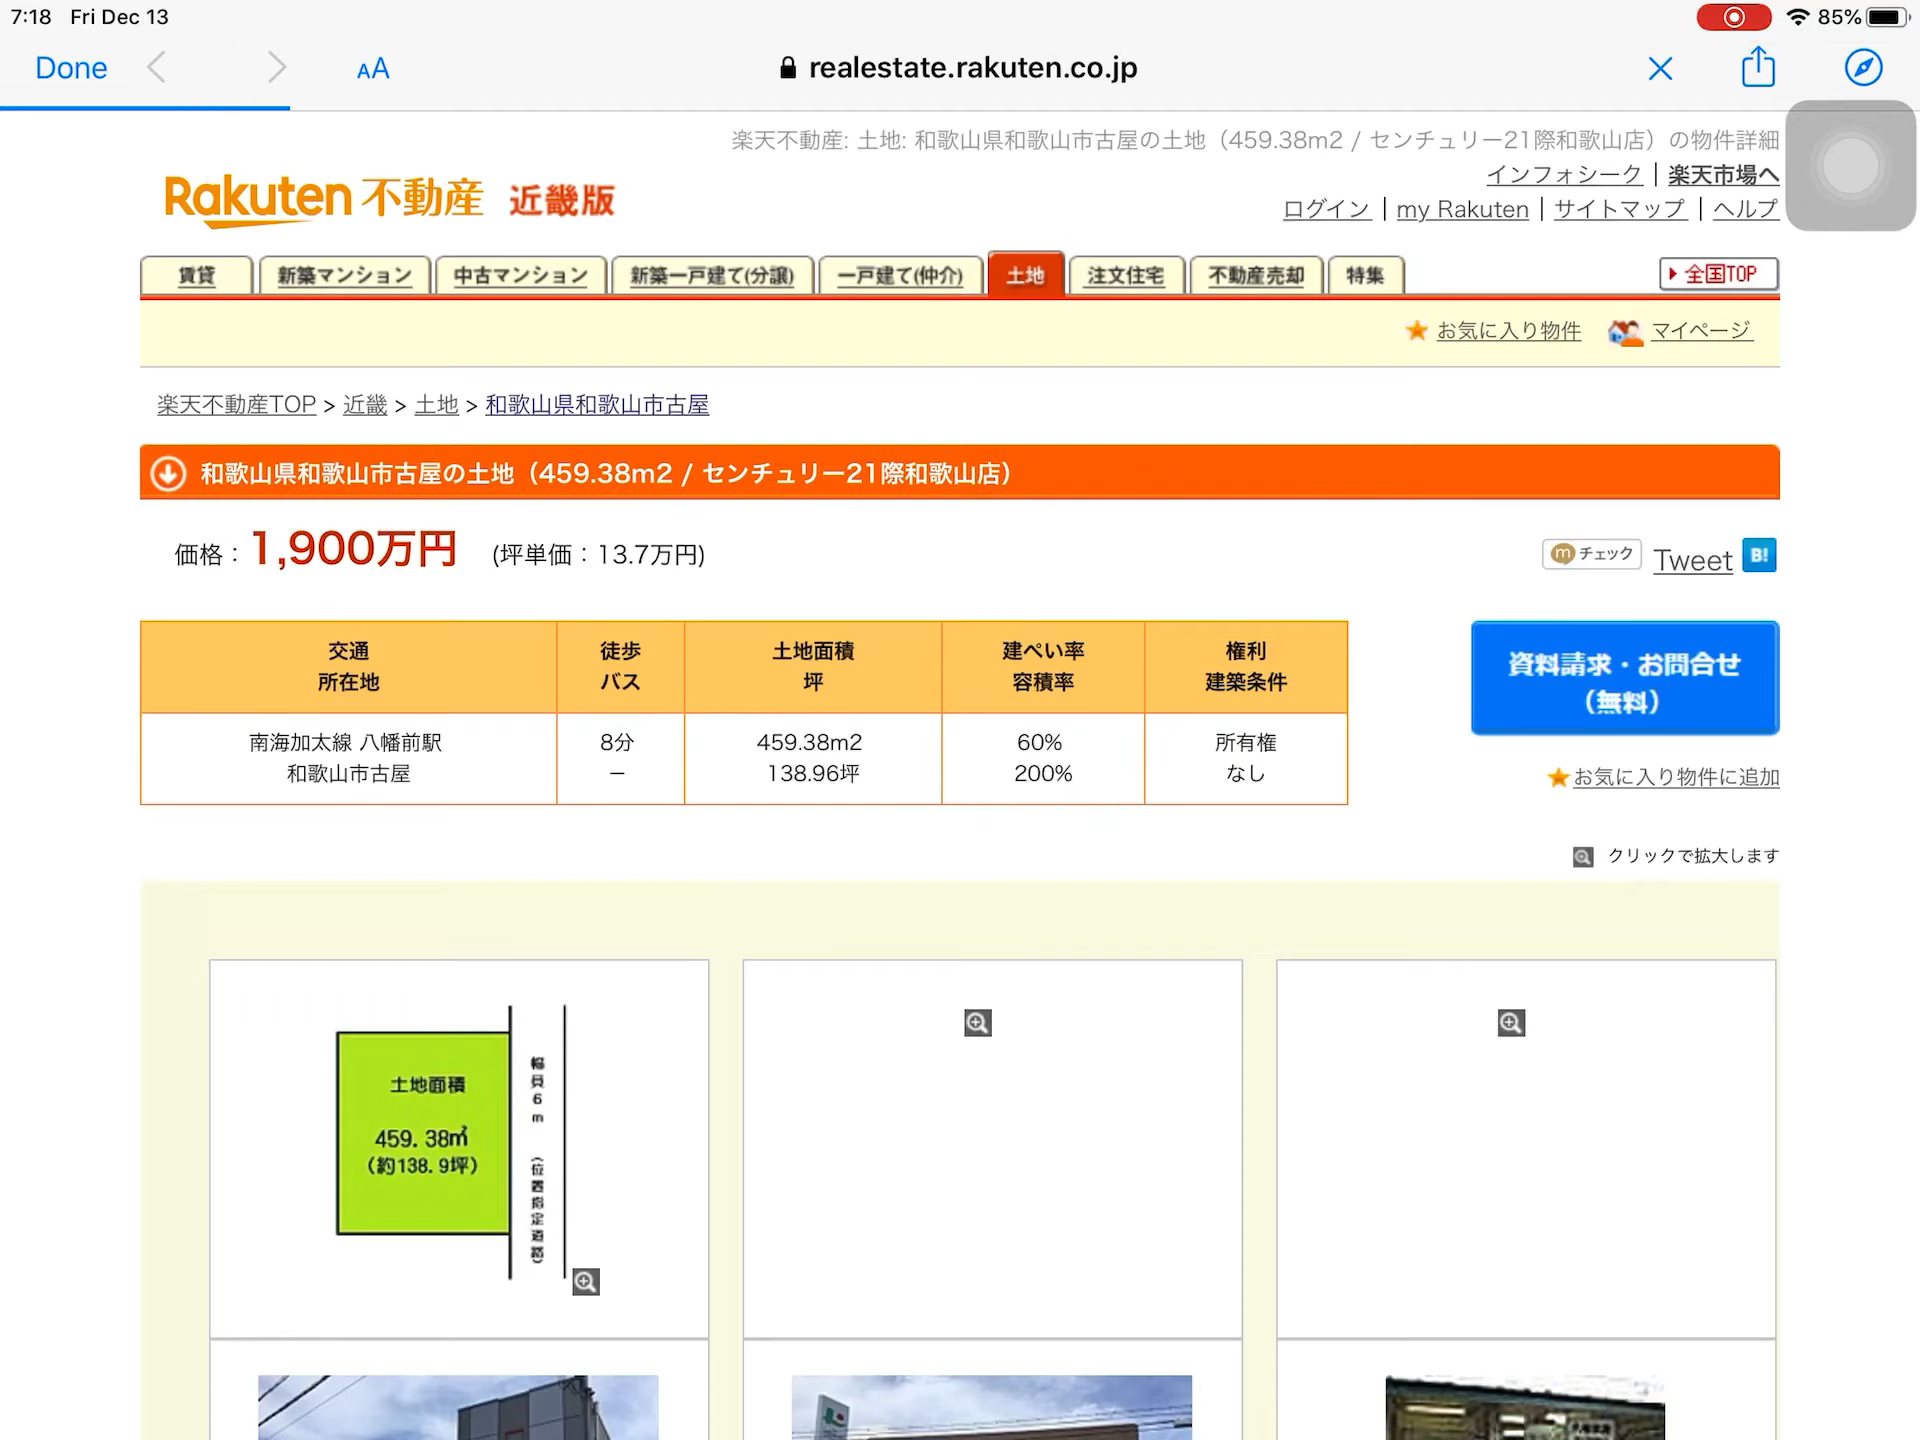 7:18 Fri Dec 13
85%
Done
AA
realestate.rakuten.co.jp
楽天不動産: 土地: 和歌山県和歌山市古屋の土地（459.38m2 / センチュリー21際和歌山店）の物件詳細
インフォシーク | 楽天市場へ
Rakuten 不動産 近畿版
ログイン | my Rakuten | サイトマップ | ヘルプ
賃貸 新築マンション 中古マンション 新築一戸建て(分譲) 一戸建て(仲介) 土地 注文住宅 不動産売却 特集 全国TOP
お気に入り物件 マイページ
楽天不動産TOP > 近畿 > 土地 > 和歌山県和歌山市古屋
和歌山県和歌山市古屋の土地（459.38m2 / センチュリー21際和歌山店）
価格：1,900万円 (坪単価：13.7万円)
m チェック Tweet B!
交通 徒歩 土地面積 建ぺい率 権利
所在地 バス 坪 容積率 建築条件
南海加太線 八幡前駅 8分 459.38m2 60% 所有権
和歌山市古屋 － 138.96坪 200% なし
資料請求・お問合せ
（無料）
お気に入り物件に追加
クリックで拡大します
土地面積
459.38㎡
（約138.9坪）
幅員6m （位置指定道路）